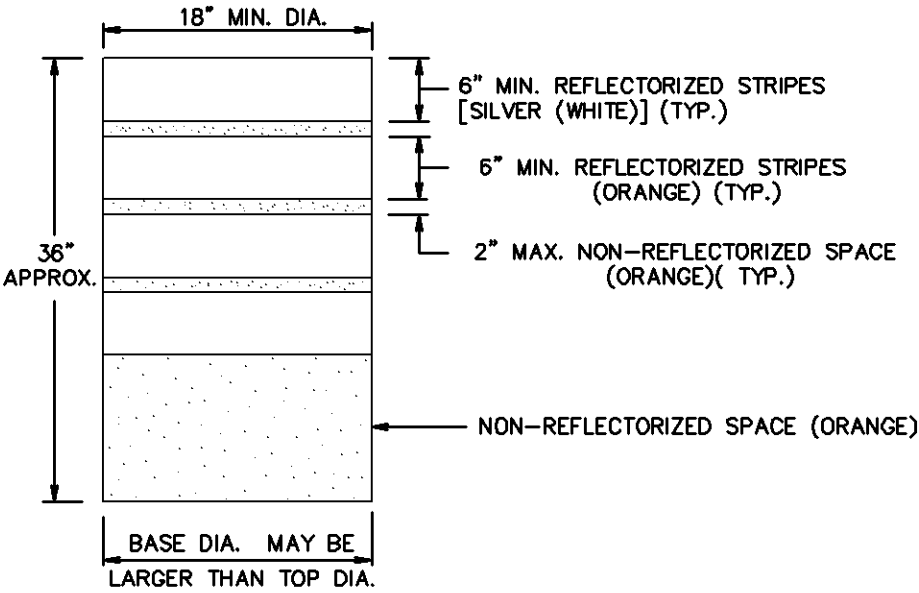 18" MIN. DIA.
6" MIN. REFLECTORIZED STRIPES
[SILVER (WHITE)] (TYP.)
6" MIN. REFLECTORIZED STRIPES
(ORANGE) (TYP.)
36"
APPROX.
2" MAX. NON-REFLECTORIZED SPACE
(ORANGE)( TYP.)
NON-REFLECTORIZED SPACE (ORANGE)
BASE DIA. MAY BE
LARGER THAN TOP DIA.